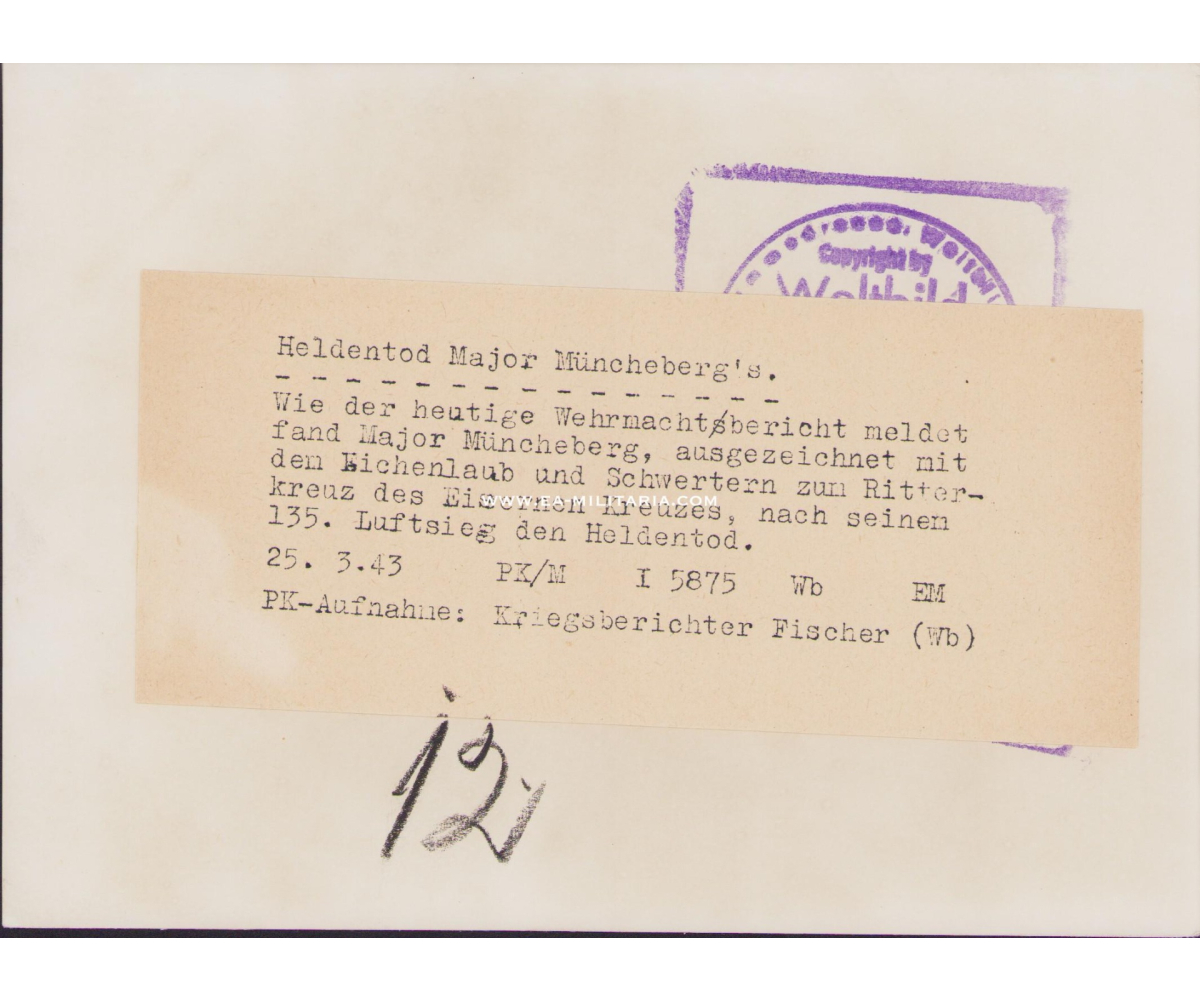 Copyright by
Weltbild
Heldentod Major Müncheberg's.
- - - - - - - - - - - - - - -
Wie der heutige Wehrmachtsbericht meldet
fand Major Müncheberg, ausgezeichnet mit
dem Eichenlaub und Schwertern zum Ritter-
kreuz des Eisernen Kreuzes, nach seinem
WWW.EA-MILITARIA.COM
135. Luftsieg den Heldentod.
25. 3.43 PK/M I 5875 Wb EM
PK-Aufnahme: Kriegsberichter Fischer (Wb)
12